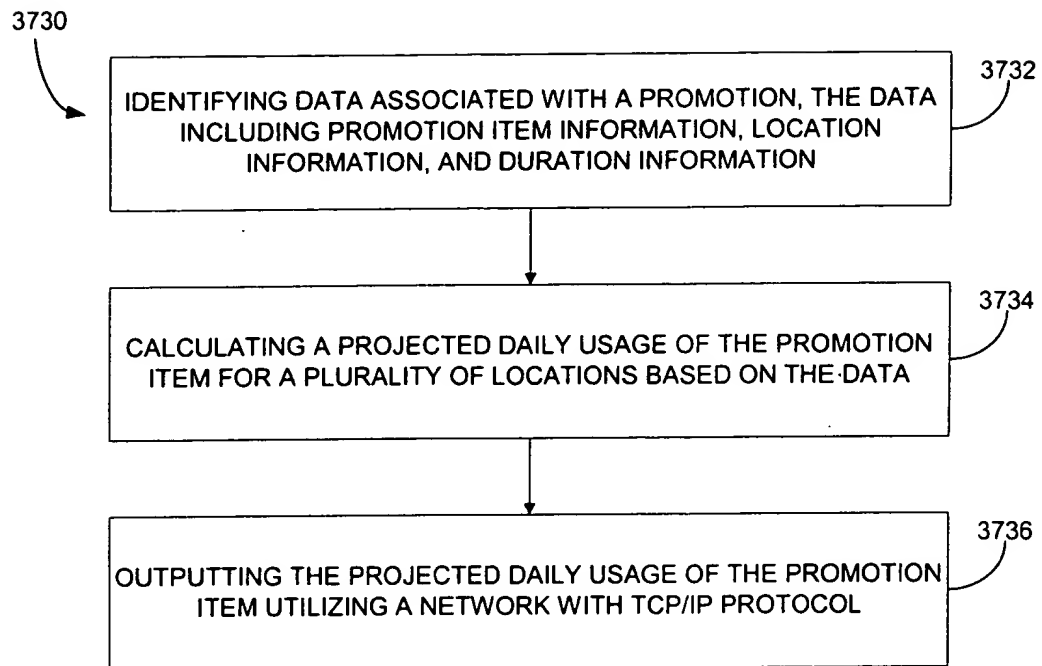 3730
3732
IDENTIFYING DATA ASSOCIATED WITH A PROMOTION, THE DATA
INCLUDING PROMOTION ITEM INFORMATION, LOCATION
INFORMATION, AND DURATION INFORMATION
3734
CALCULATING A PROJECTED DAILY USAGE OF THE PROMOTION
ITEM FOR A PLURALITY OF LOCATIONS BASED ON THE DATA
3736
OUTPUTTING THE PROJECTED DAILY USAGE OF THE PROMOTION
ITEM UTILIZING A NETWORK WITH TCP/IP PROTOCOL